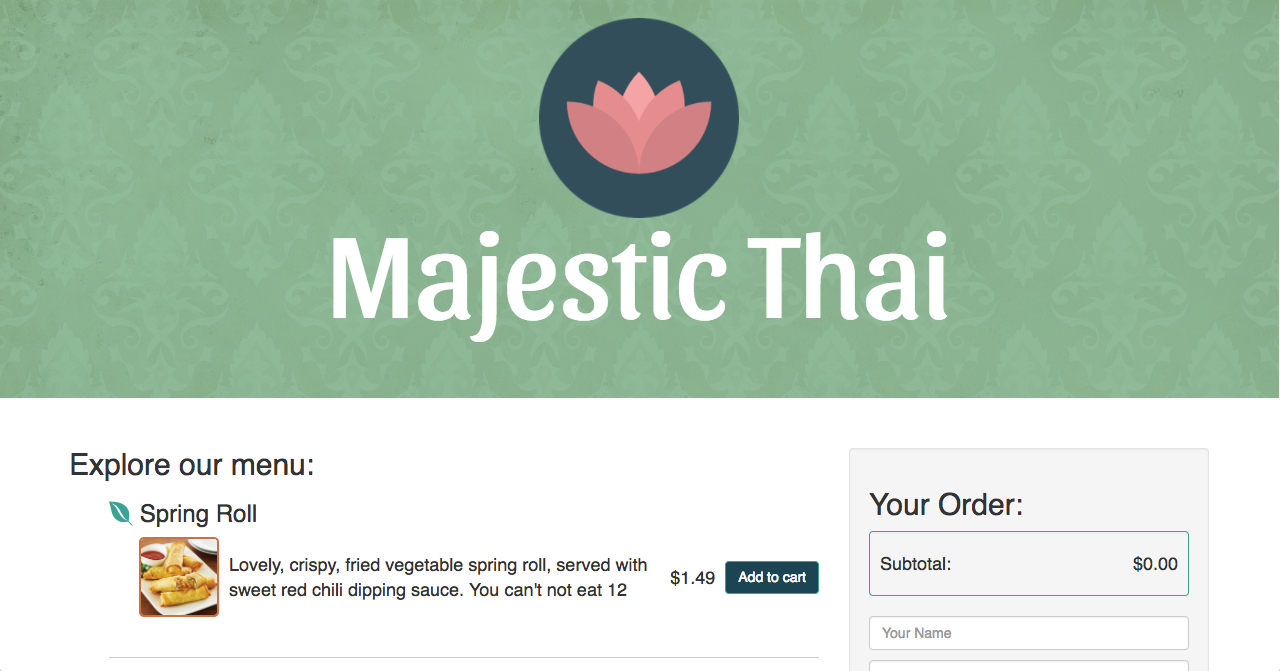 Majestic Thai
Explore our menu:
Spring Roll
Lovely, crispy, fried vegetable spring roll, served with
sweet red chili dipping sauce. You can't not eat 12
$1.49
Add to cart
Your Order:
Subtotal: $0.00
Your Name